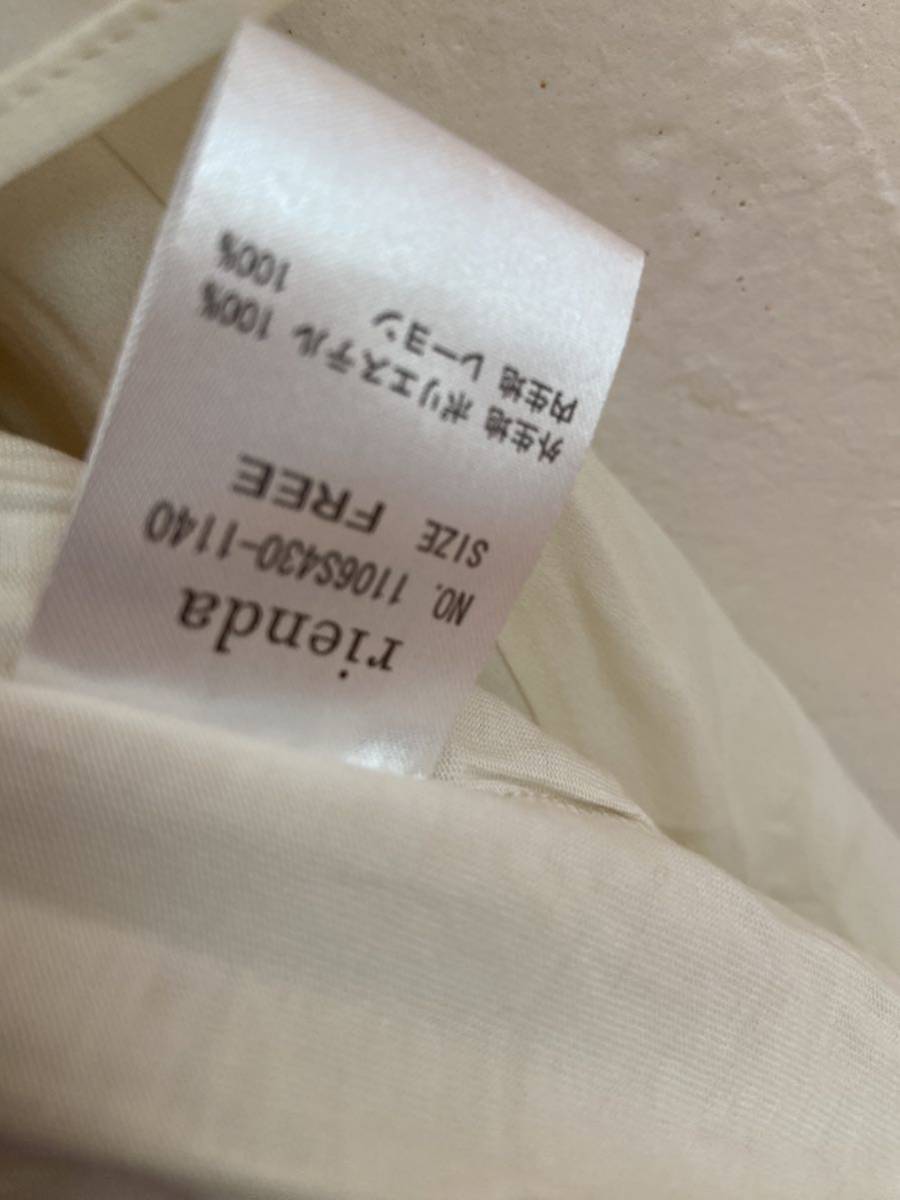 rienda
NO. 1106S430-1140
SIZE FREE
外生地 ポリエステル 100%
内生地 レーヨン 100%